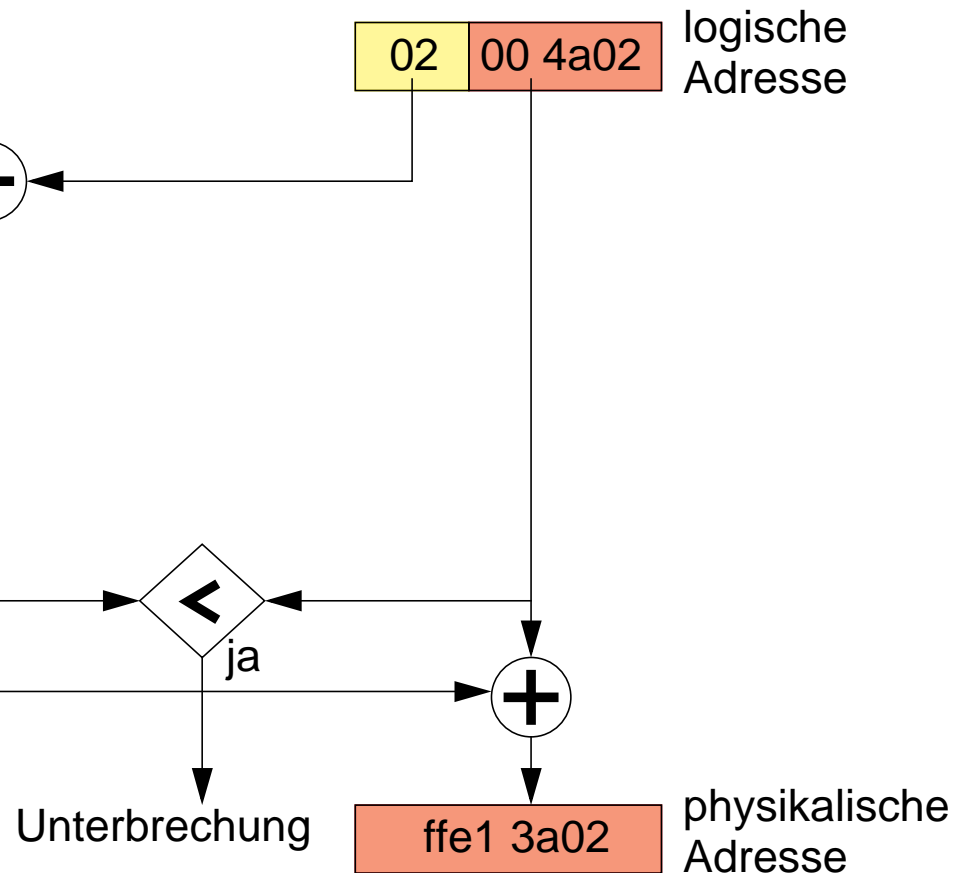 02 00 4a02
logische
Adresse
<
ja
+
Unterbrechung
ffe1 3a02
physikalische
Adresse